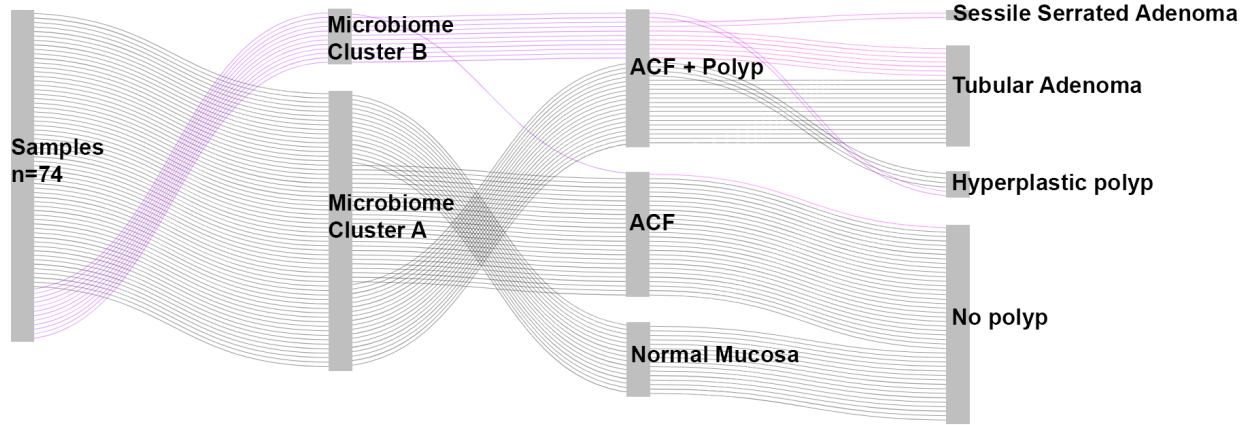 Samples
n=74
Microbiome
Cluster B
Microbiome
Cluster A
ACF + Polyp
ACF
Normal Mucosa
Sessile Serrated Adenoma
Tubular Adenoma
Hyperplastic polyp
No polyp